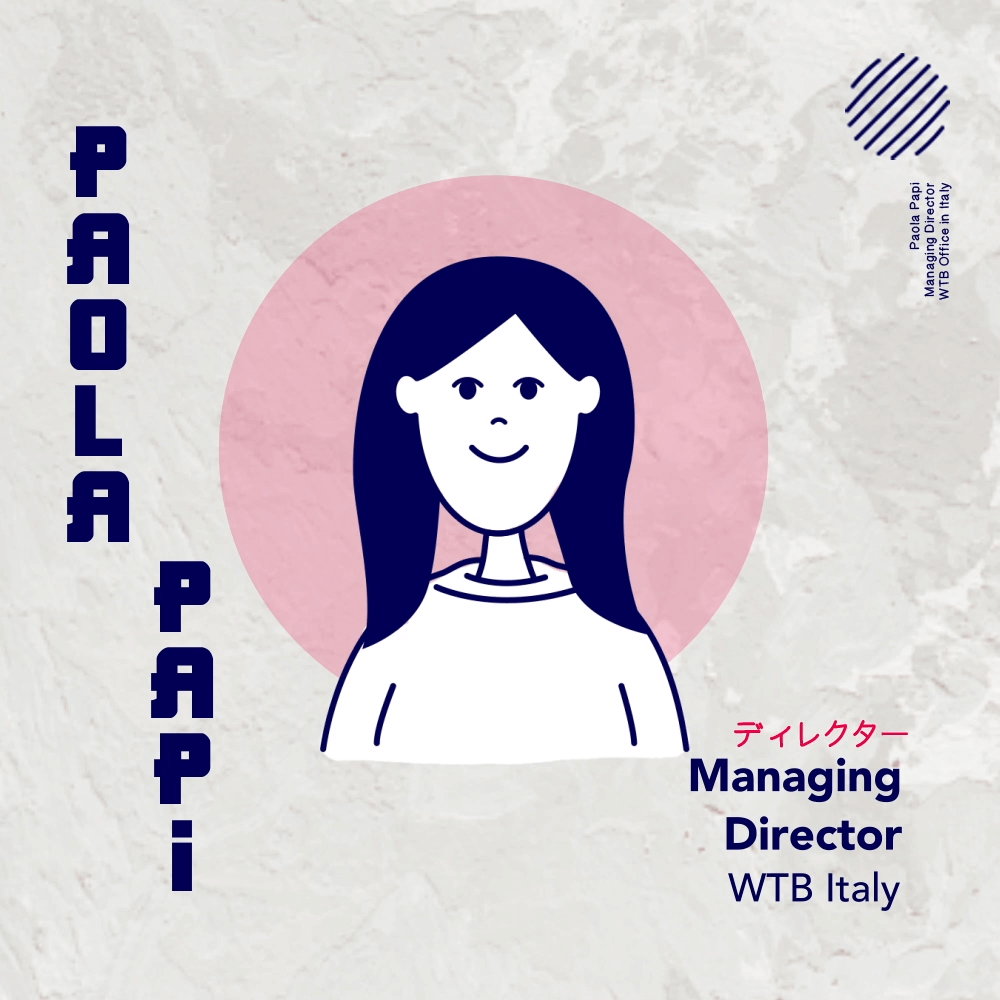 PAOLA
PAPi
Paola Papi
Managing Director
WTB Office in Italy
ディレクター
Managing
Director
WTB Italy